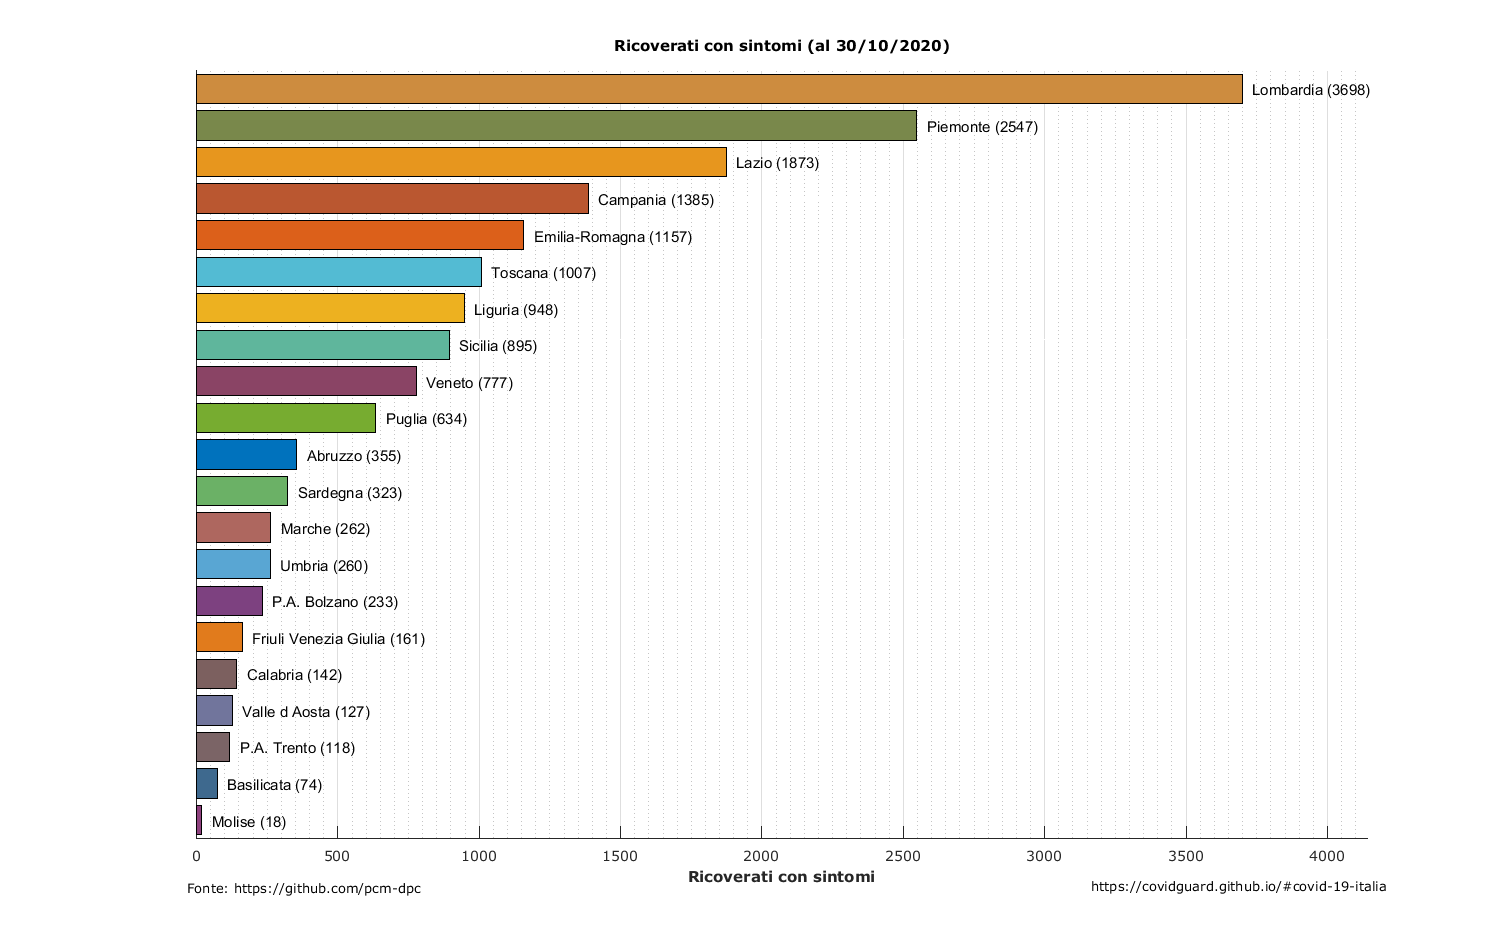 Ricoverati con sintomi (al 30/10/2020)
Lombardia (3698)
Piemonte (2547)
Lazio (1873)
Campania (1385)
Emilia-Romagna (1157)
Toscana (1007)
Liguria (948)
Sicilia (895)
Veneto (777)
Puglia (634)
Abruzzo (355)
Sardegna (323)
Marche (262)
Umbria (260)
P.A. Bolzano (233)
Friuli Venezia Giulia (161)
Calabria (142)
Valle d Aosta (127)
P.A. Trento (118)
Basilicata (74)
Molise (18)
0 500 1000 1500 2000 2500 3000 3500 4000
Ricoverati con sintomi
Fonte: https://github.com/pcm-dpc
https://covidguard.github.io/#covid-19-italia